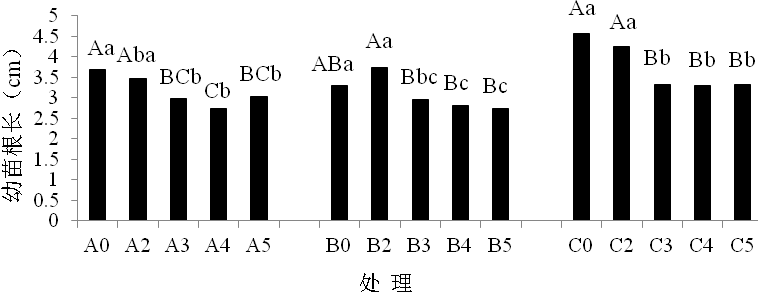 幼苗根长（cm）
5
4.5
4
3.5
3
2.5
2
1.5
1
0.5
0
Aa Aba BCb Cb BCb ABa Aa Bbc Bc Bc Aa Aa Bb Bb Bb
A0 A2 A3 A4 A5 B0 B2 B3 B4 B5 C0 C2 C3 C4 C5
处 理